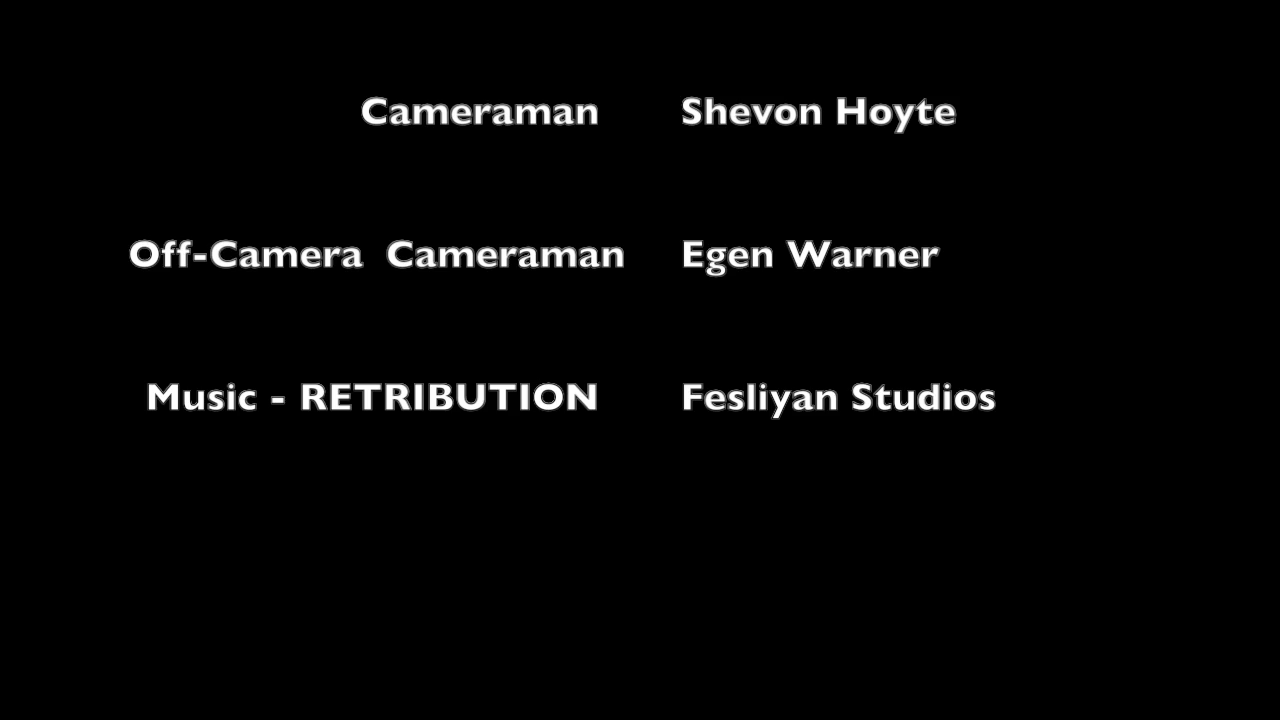 Cameraman Shevon Hoyte
Off-Camera Cameraman Egen Warner
Music - RETRIBUTION Fesliyan Studios